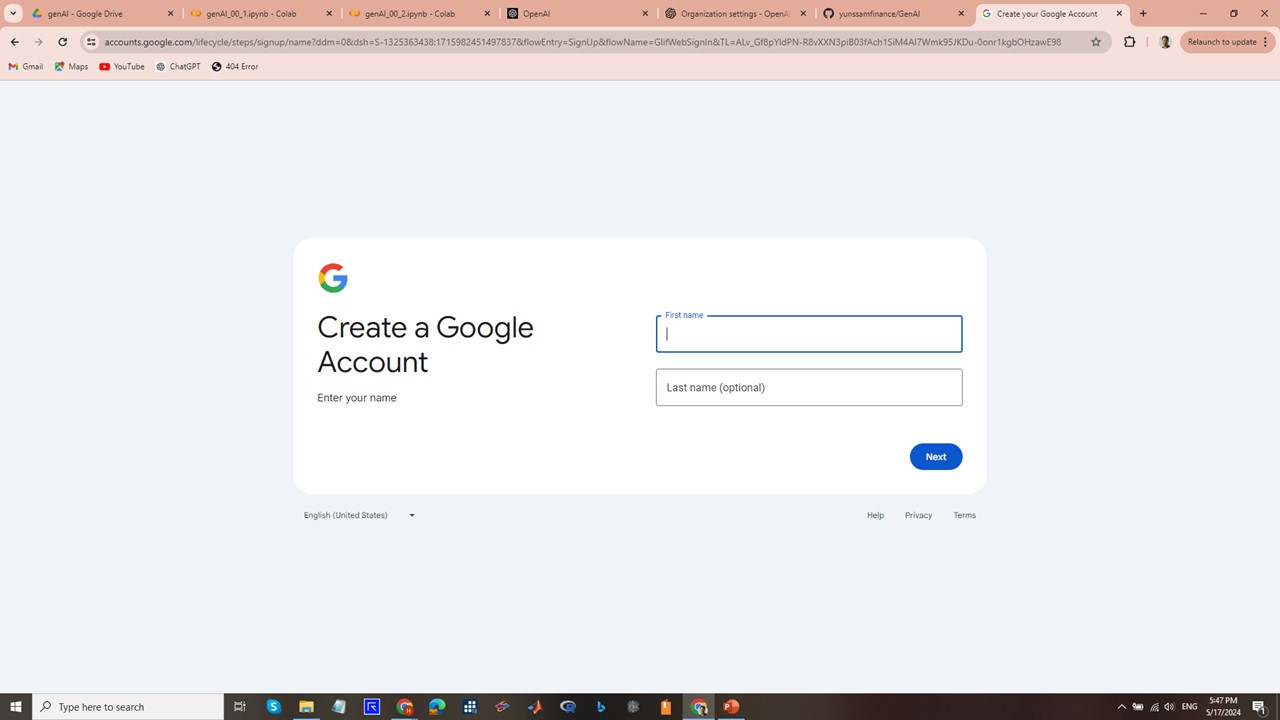 genAI - Google Drive
genAI_00_1.ipynb - Colab
genAI_00_2.ipynb - Colab
OpenAI
Organization settings - OpenAI
yunssamfinance/GenAI
Create your Google Account
accounts.google.com/lifecycle/steps/signup/name?ddm=0&dsh=S-1325363438:1715982451497837&flowEntry=SignUp&flowName=GlifWebSignIn&TL=ALv_Gf8pYIdPN-R8vXXN3piB03fAch1SiM4AI7Wmk95JKDu-0onr1kgbOHzawE98
Relaunch to update
Gmail
Maps
YouTube
ChatGPT
404 Error
Create a Google
Account
Enter your name
First name
Last name (optional)
Next
English (United States)
Help
Privacy
Terms
Type here to search
ENG
5:47 PM
5/17/2024